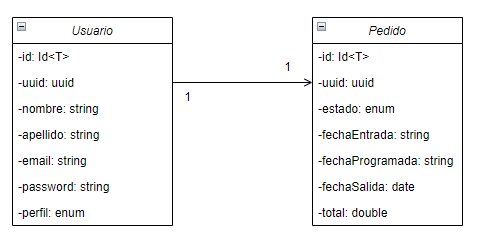 Usuario
-id: Id<T>
-uuid: uuid
-nombre: string
-apellido: string
-email: string
-password: string
-perfil: enum
1
1
Pedido
-id: Id<T>
-uuid: uuid
-estado: enum
-fechaEntrada: string
-fechaProgramada: string
-fechaSalida: date
-total: double